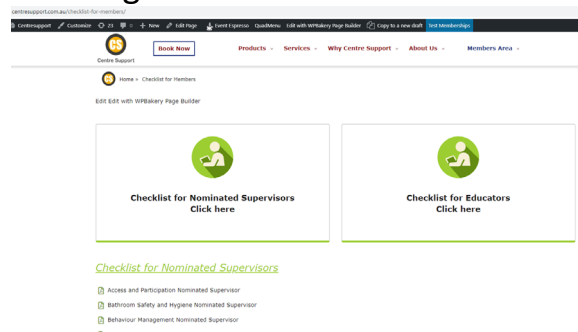 centresupport.com.au/checklist-for-members/
Centresupport Customize 23 0 New Edit Page Event Espresso QuadMenu Edit with WPBakery Page Builder Copy to a new draft Test Memberships
CS
Centre Support
Book Now
Products Services Why Centre Support About Us Members Area
CS Home » Checklist for Members
Edit Edit with WPBakery Page Builder
Checklist for Nominated Supervisors
Click here
Checklist for Educators
Click here
Checklist for Nominated Supervisors
Access and Participation Nominated Supervisor
Bathroom Safety and Hygiene Nominated Supervisor
Behaviour Management Nominated Supervisor